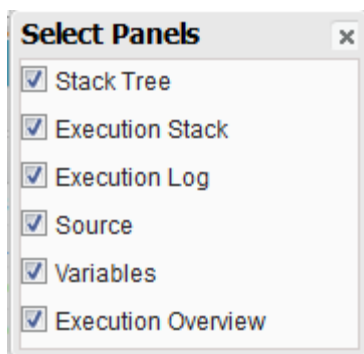 Select Panels
Stack Tree
Execution Stack
Execution Log
Source
Variables
Execution Overview